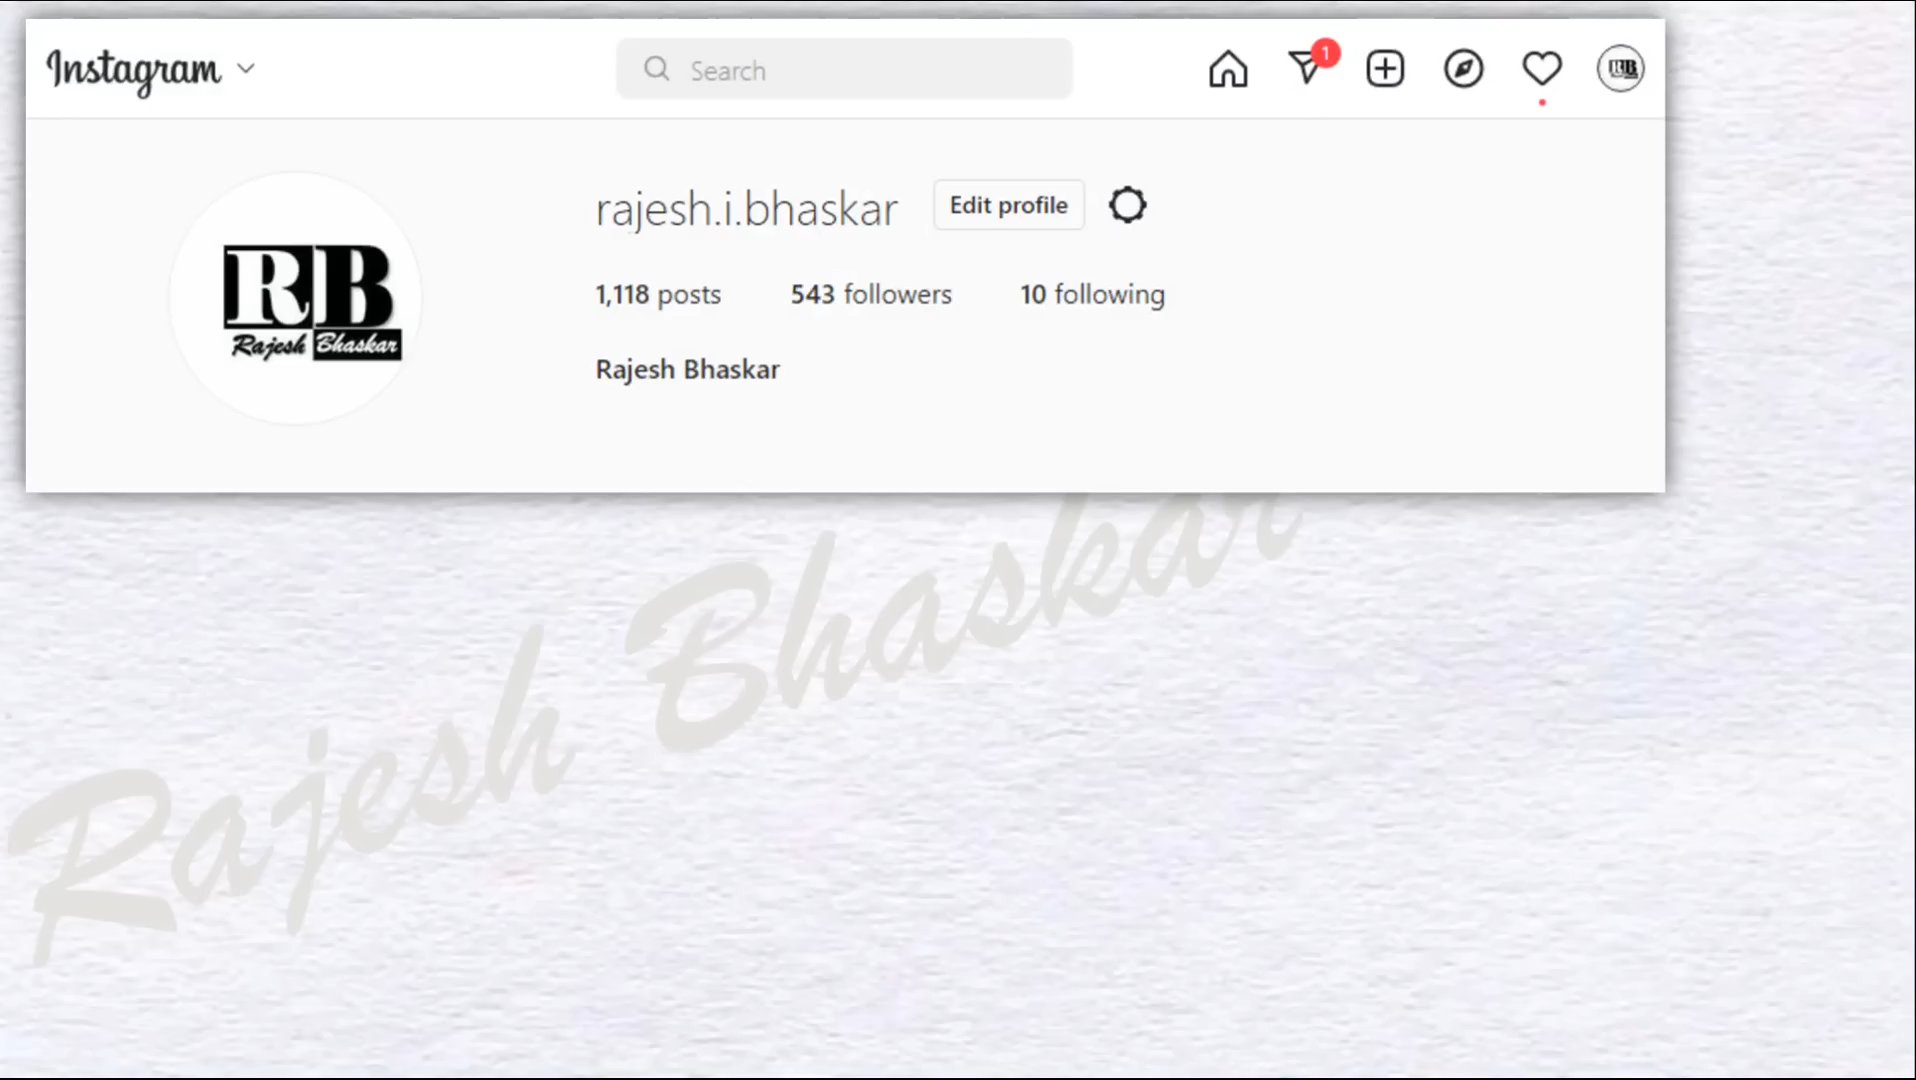 Instagram
Search
1
RB
rajesh.i.bhaskar
Edit profile
RB
Rajesh Bhaskar
1,118 posts
543 followers
10 following
Rajesh Bhaskar
Rajesh Bhaskar